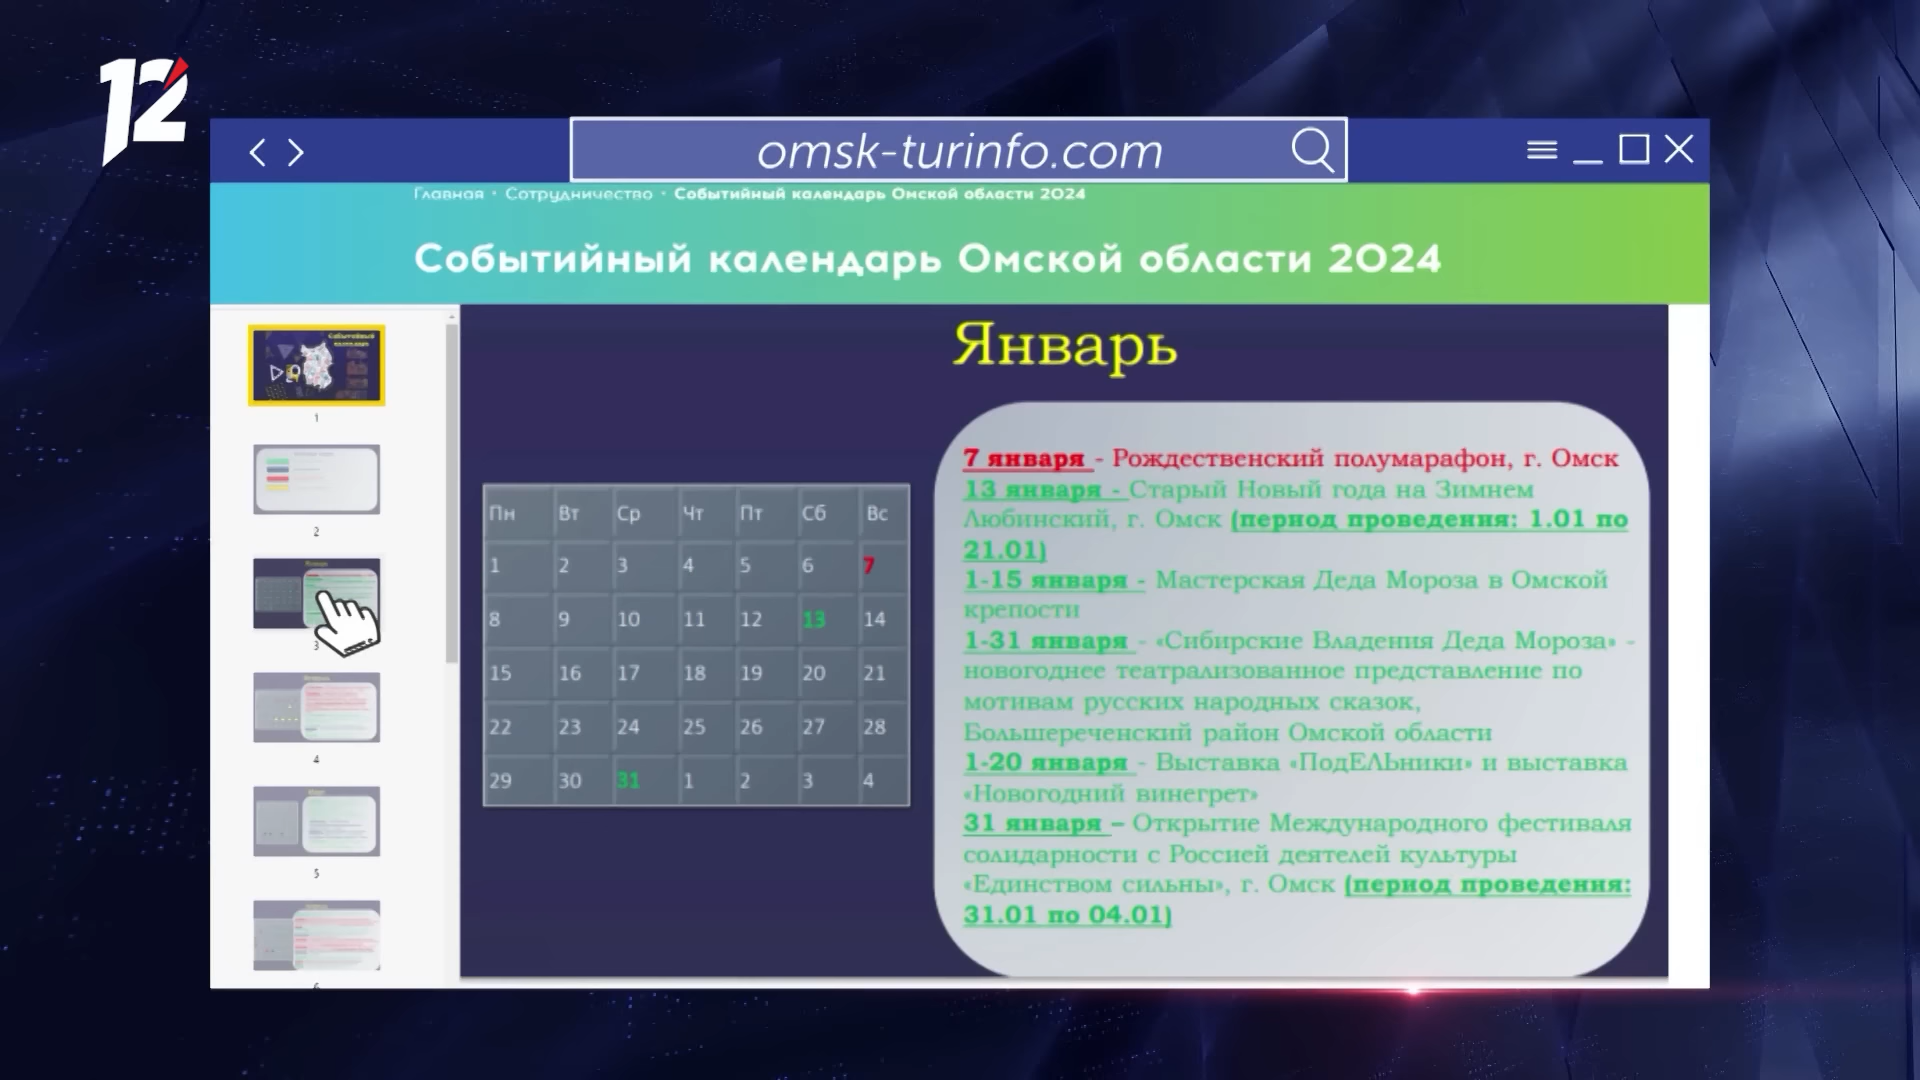 12
omsk-turinfo.com
Главная • Сотрудничество • Событийный календарь Омской области 2024
Событийный календарь Омской области 2024
1
2
3
4
5
6
Январь
Пн Вт Ср Чт Пт Сб Вс
1 2 3 4 5 6 7
8 9 10 11 12 13 14
15 16 17 18 19 20 21
22 23 24 25 26 27 28
29 30 31 1 2 3 4
7 января - Рождественский полумарафон, г. Омск
13 января - Старый Новый года на Зимнем
Любинский, г. Омск (период проведения: 1.01 по
21.01)
1-15 января - Мастерская Деда Мороза в Омской
крепости
1-31 января - «Сибирские Владения Деда Мороза» -
новогоднее театрализованное представление по
мотивам русских народных сказок,
Большереченский район Омской области
1-20 января - Выставка «ПодЕЛЬники» и выставка
«Новогодний винегрет»
31 января – Открытие Международного фестиваля
солидарности с Россией деятелей культуры
«Единством сильны», г. Омск (период проведения:
31.01 по 04.01)